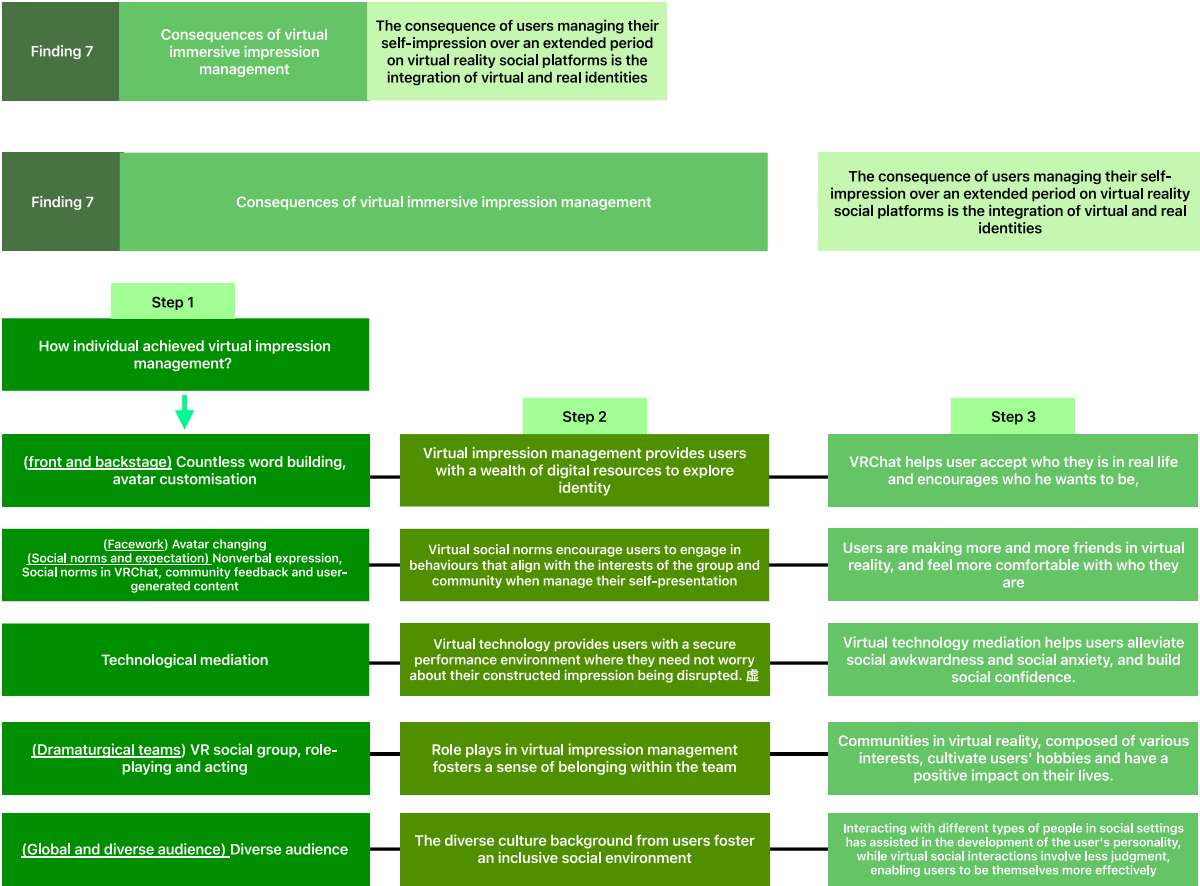 Finding 7
Consequences of virtual
immersive impression
management
The consequence of users managing their
self-impression over an extended period
on virtual reality social platforms is the
integration of virtual and real identities
Finding 7
Consequences of virtual immersive impression management
The consequence of users managing their self-
impression over an extended period on virtual reality
social platforms is the integration of virtual and real
identities
Step 1
How individual achieved virtual impression
management?
Step 2
Step 3
(front and backstage) Countless word building,
avatar customisation
Virtual impression management provides users
with a wealth of digital resources to explore
identity
VRChat helps user accept who they is in real life
and encourages who he wants to be,
(Facework) Avatar changing
(Social norms and expectation) Nonverbal expression,
Social norms in VRChat, community feedback and user-
generated content
Virtual social norms encourage users to engage in
behaviours that align with the interests of the group and
community when manage their self-presentation
Users are making more and more friends in virtual
reality, and feel more comfortable with who they
are
Technological mediation
Virtual technology provides users with a secure
performance environment where they need not worry
about their constructed impression being disrupted. 虚
Virtual technology mediation helps users alleviate
social awkwardness and social anxiety, and build
social confidence.
(Dramaturgical teams) VR social group, role-
playing and acting
Role plays in virtual impression management
fosters a sense of belonging within the team
Communities in virtual reality, composed of various
interests, cultivate users' hobbies and have a
positive impact on their lives.
(Global and diverse audience) Diverse audience
The diverse culture background from users foster
an inclusive social environment
Interacting with different types of people in social settings
has assisted in the development of the user's personality,
while virtual social interactions involve less judgment,
enabling users to be themselves more effectively